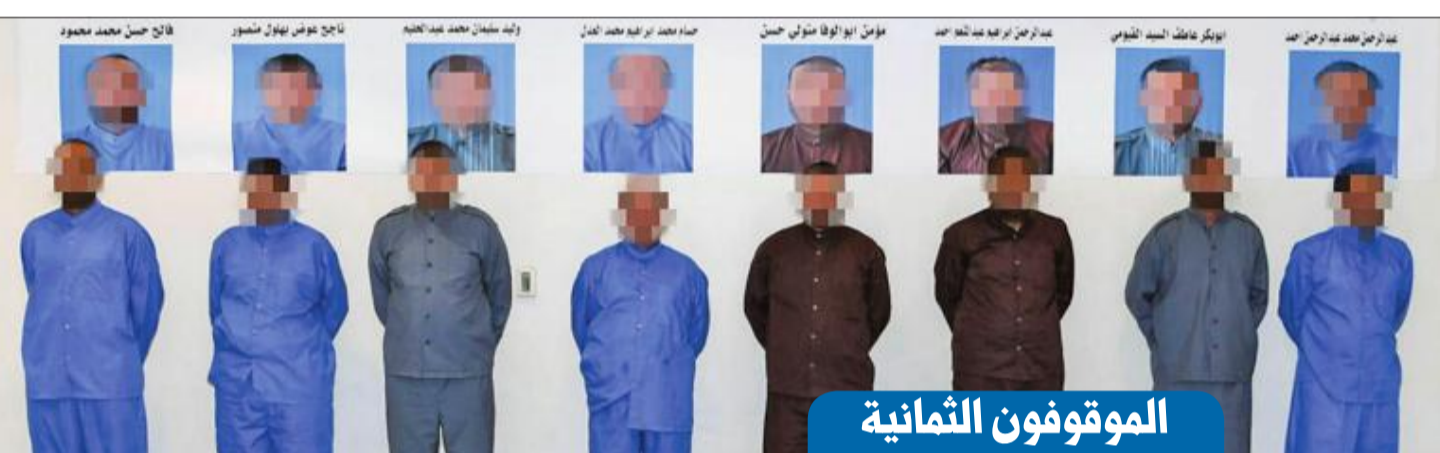 عبدالرحمن محمد عبدالرحمن احمد
ابوبكر عاطف السيد الفيومي
عبدالرحمن ابراهيم عبدالمنعم احمد
مؤمن ابوالوفا متولي حسن
حسام محمد ابراهيم محمد العدل
وليد سليمان محمد عبدالحليم
ناجح عوض بهلول منصور
فالح حسن محمد محمود
الموقوفون الثمانية